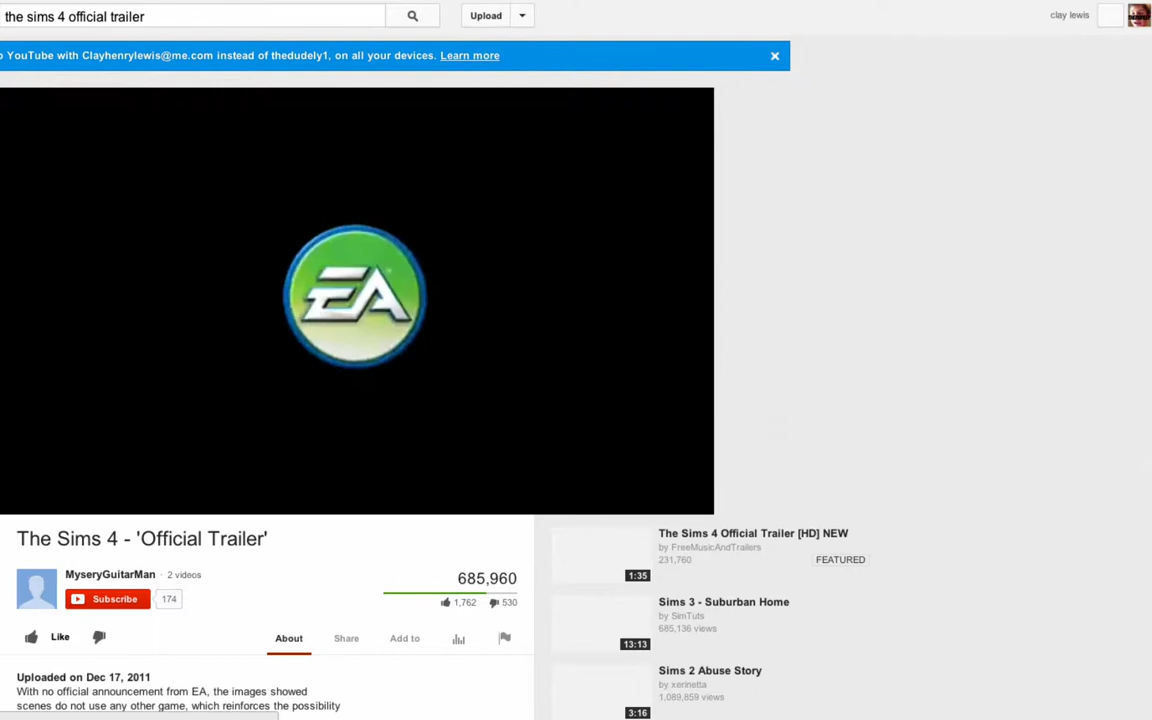 the sims 4 official trailer
Upload
clay lewis
YouTube with Clayhenrylewis@me.com instead of thedudely1, on all your devices. Learn more
EA
The Sims 4 - 'Official Trailer'
MyseryGuitarMan · 2 videos
Subscribe 174
685,960
1,762 530
Like
About Share Add to
Uploaded on Dec 17, 2011
With no official announcement from EA, the images showed
scenes do not use any other game, which reinforces the possibility
The Sims 4 Official Trailer [HD] NEW
by FreeMusicAndTrailers
231,760
FEATURED
1:35
Sims 3 - Suburban Home
by SimTuts
685,136 views
13:13
Sims 2 Abuse Story
by xerinetta
1,089,859 views
3:16